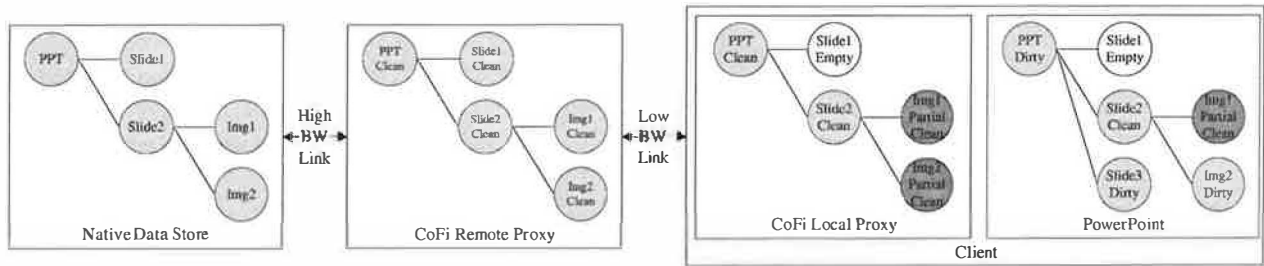 PPT
Slide1
Slide2
Img1
Img2
Native Data Store
High
BW
Link
PPT
Clean
Slide1
Clean
Slide2
Clean
Img1
Clean
Img2
Clean
CoFi Remote Proxy
Low
BW
Link
PPT
Clean
Slide1
Empty
Slide2
Clean
Img1
Partial
Clean
Img2
Partial
Clean
CoFi Local Proxy
PPT
Dirty
Slide1
Empty
Slide2
Clean
Img1
Partial
Clean
Slide3
Dirty
Img2
Dirty
PowerPoint
Client